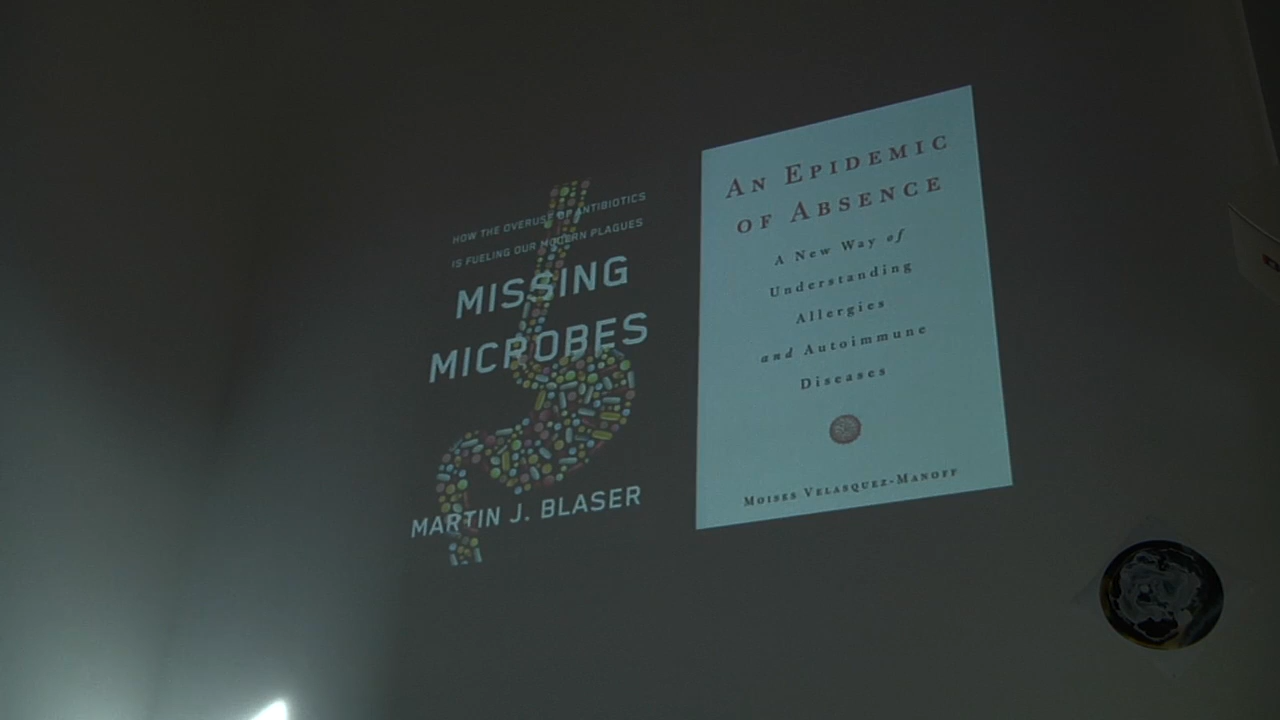 HOW THE OVERUSE OF ANTIBIOTICS
IS FUELING OUR MODERN PLAGUES
MISSING
MICROBES
MARTIN J. BLASER
AN EPIDEMIC
OF ABSENCE
A New Way of
Understanding
Allergies
and Autoimmune
Diseases
MOISES VELASQUEZ-MANOFF